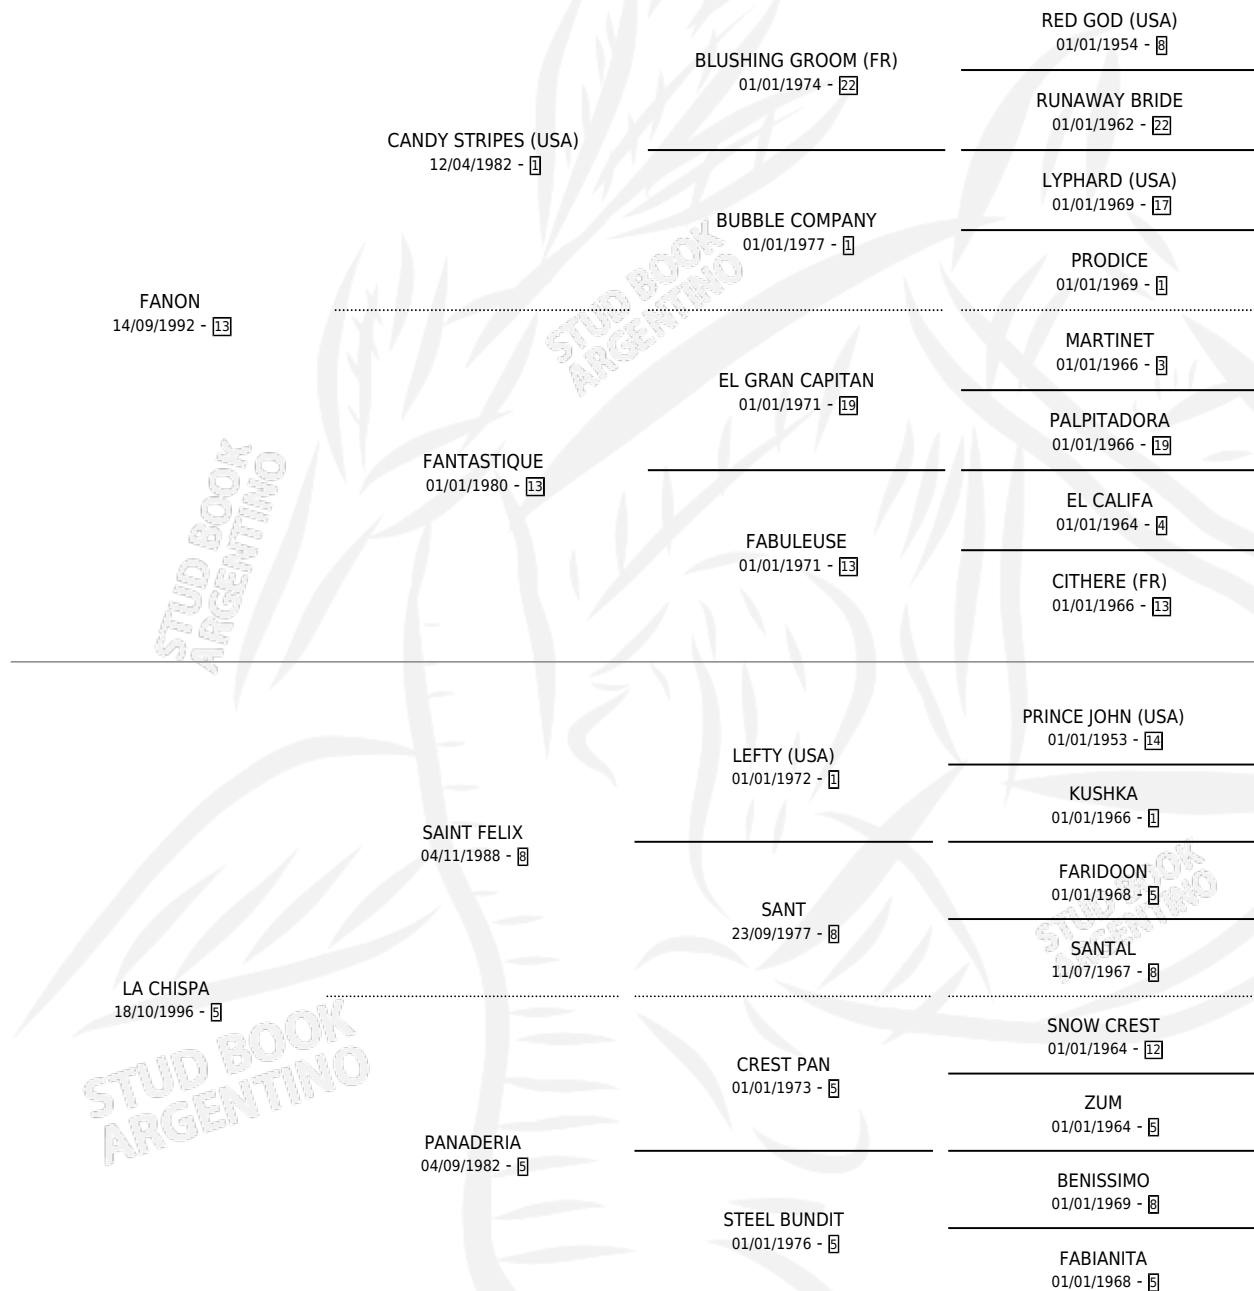 RED GOD (USA)
01/01/1954 - 8
BLUSHING GROOM (FR)
01/01/1974 - 22
RUNAWAY BRIDE
01/01/1962 - 22
CANDY STRIPES (USA)
12/04/1982 - 1
LYPHARD (USA)
01/01/1969 - 17
BUBBLE COMPANY
01/01/1977 - 1
PRODICE
01/01/1969 - 1
FANON
14/09/1992 - 13
MARTINET
01/01/1966 - 3
EL GRAN CAPITAN
01/01/1971 - 19
PALPITADORA
01/01/1966 - 19
FANTASTIQUE
01/01/1980 - 13
EL CALIFA
01/01/1964 - 4
FABULEUSE
01/01/1971 - 13
CITHERE (FR)
01/01/1966 - 13
PRINCE JOHN (USA)
01/01/1953 - 14
LEFTY (USA)
01/01/1972 - 1
KUSHKA
01/01/1966 - 1
SAINT FELIX
04/11/1988 - 8
FARIDOON
01/01/1968 - 5
SANT
23/09/1977 - 8
SANTAL
11/07/1967 - 8
LA CHISPA
18/10/1996 - 5
SNOW CREST
01/01/1964 - 12
CREST PAN
01/01/1973 - 5
ZUM
01/01/1964 - 5
PANADERIA
04/09/1982 - 5
BENISSIMO
01/01/1969 - 8
STEEL BUNDIT
01/01/1976 - 5
FABIANITA
01/01/1968 - 5
STUD BOOK
ARGENTINO
STUD BOOK
ARGENTINO
STUD BOOK
ARGENTINO
STUD BOOK
ARGENTINO